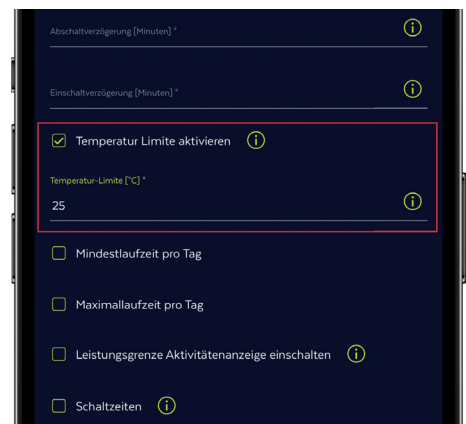 Abschaltverzögerung [Minuten] *
Einschaltverzögerung [Minuten] *
Temperatur Limite aktivieren
Temperatur-Limite [°C] *
25
Mindestlaufzeit pro Tag
Maximallaufzeit pro Tag
Leistungsgrenze Aktivitätenanzeige einschalten
Schaltzeiten